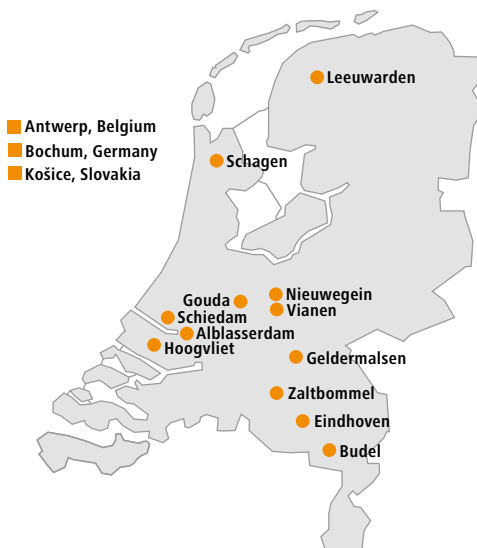 Leeuwarden
Antwerp, Belgium
Bochum, Germany
Košice, Slovakia
Schagen
Nieuwegein
Gouda
Vianen
Schiedam
Alblasserdam
Hoogvliet
Geldermalsen
Zaltbommel
Eindhoven
Budel